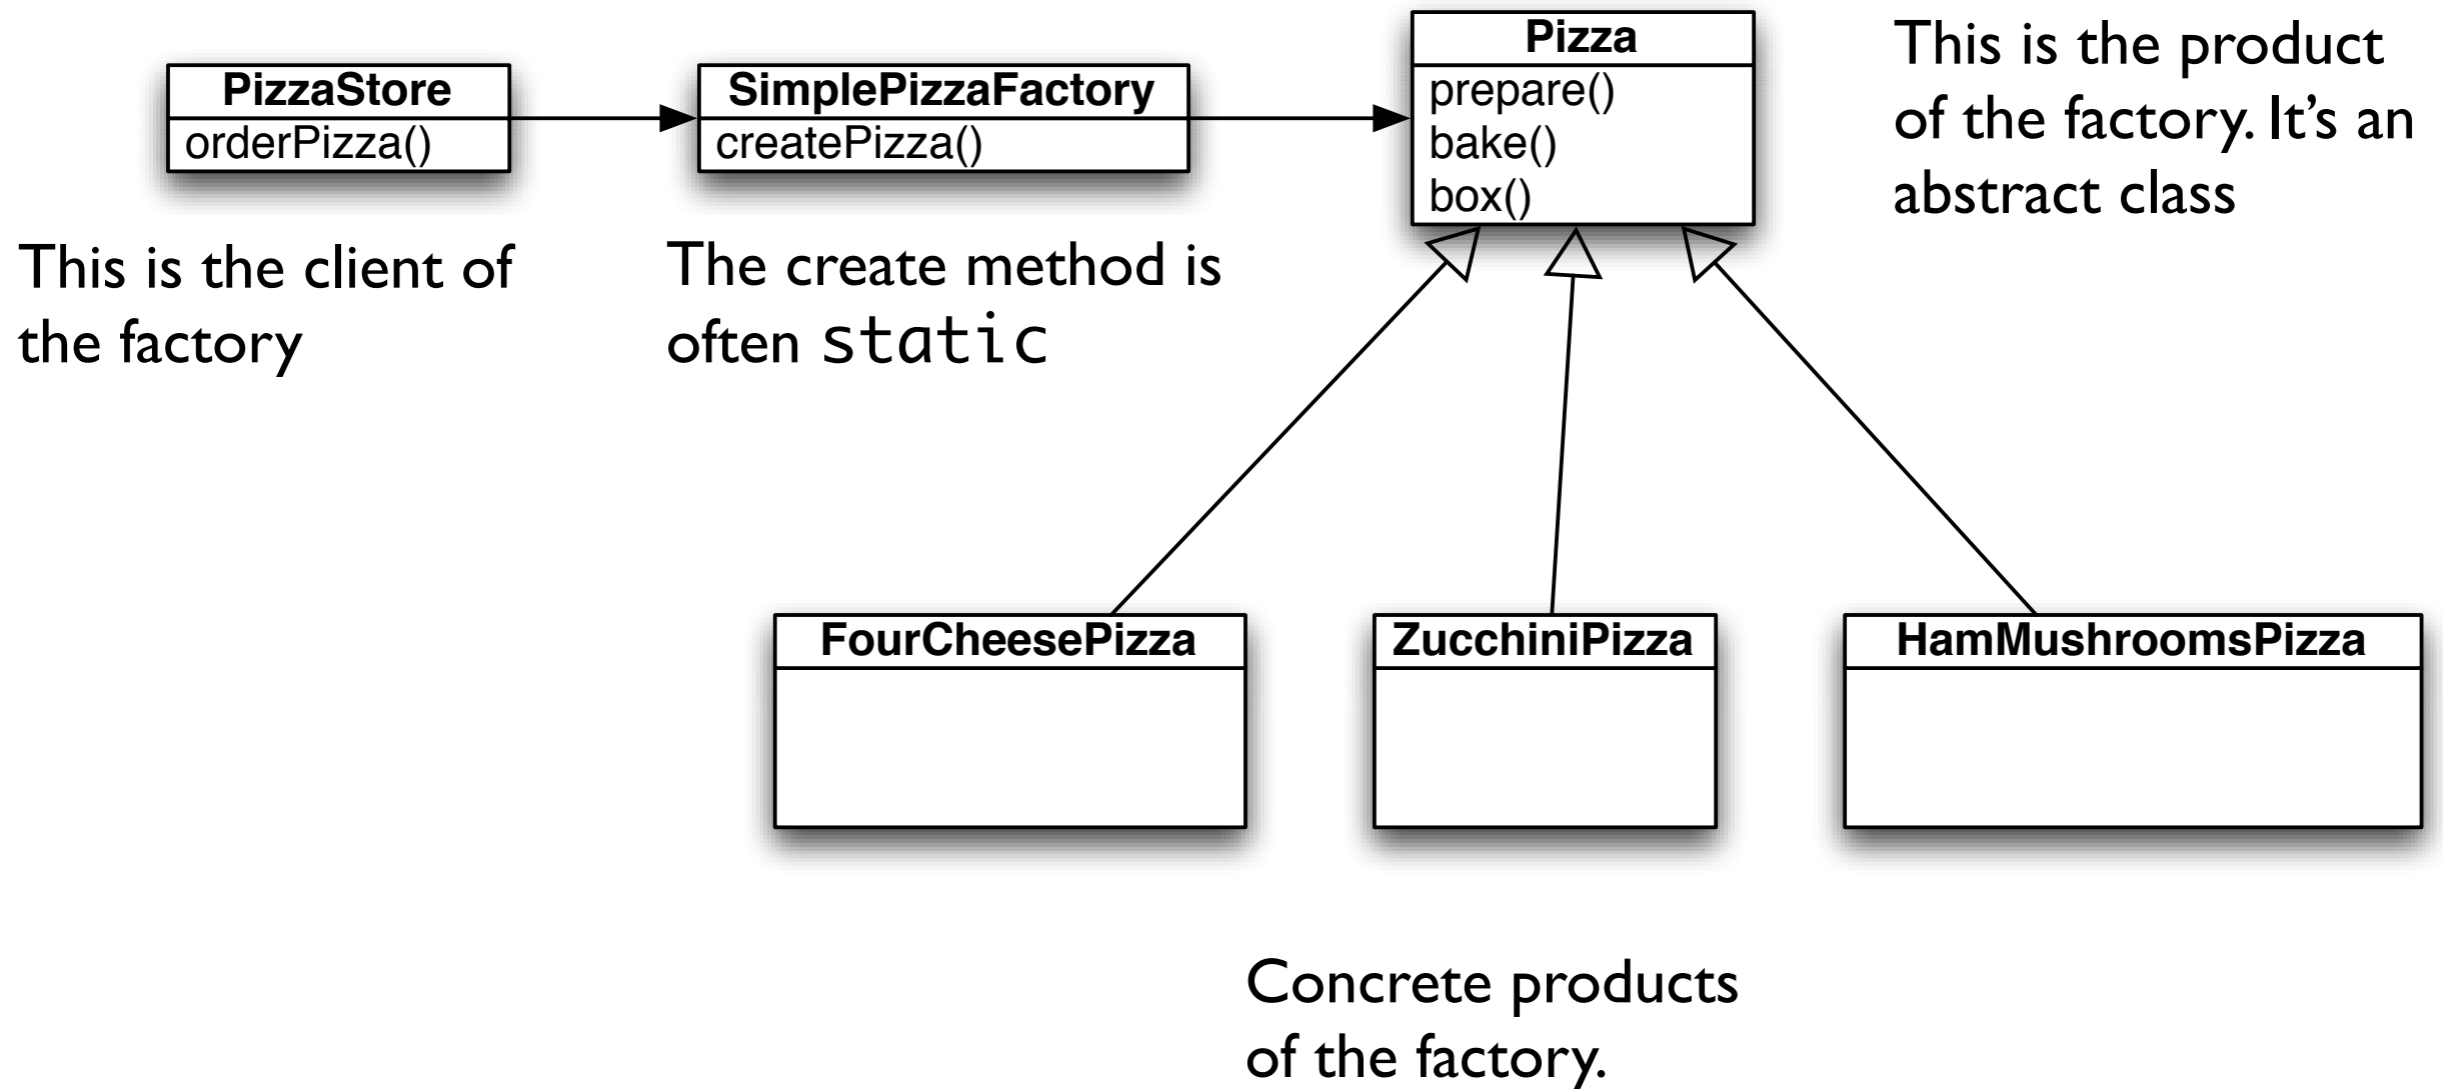 PizzaStore
orderPizza()
This is the client of
the factory
SimplePizzaFactory
createPizza()
The create method is
often static
Pizza
prepare()
bake()
box()
This is the product
of the factory. It’s an
abstract class
FourCheesePizza
ZucchiniPizza
HamMushroomsPizza
Concrete products
of the factory.